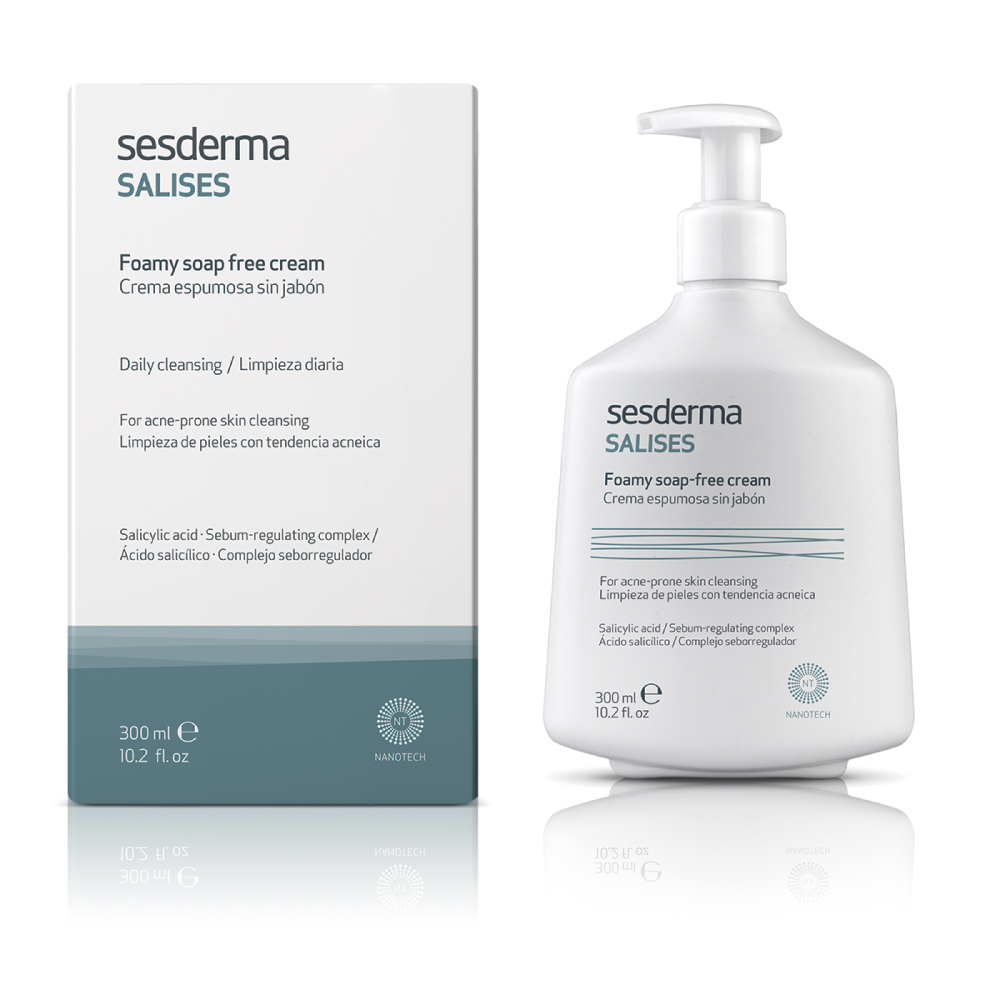 sesderma
SALISES
Foamy soap free cream
Crema espumosa sin jabón
Daily cleansing / Limpieza diaria
For acne-prone skin cleansing
Limpieza de pieles con tendencia acneica
Salicylic acid · Sebum-regulating complex /
Ácido salicílico · Complejo seborregulador
300 ml ℮
10.2 fl. oz
NT
NANOTECH
sesderma
SALISES
Foamy soap-free cream
Crema espumosa sin jabón
For acne-prone skin cleansing
Limpieza de pieles con tendencia acneica
Salicylic acid / Sebum-regulating complex
Ácido salicílico / Complejo seborregulador
300 ml ℮
10.2 fl. oz
NT
NANOTECH